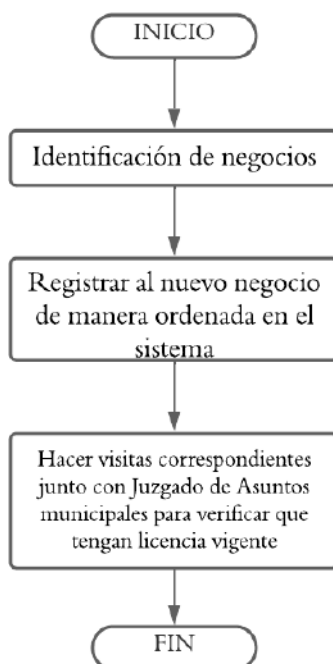 INICIO
Identificación de negocios
Registrar al nuevo negocio
de manera ordenada en el
sistema
Hacer visitas correspondientes
junto con Juzgado de Asuntos
municipales para verificar que
tengan licencia vigente
FIN